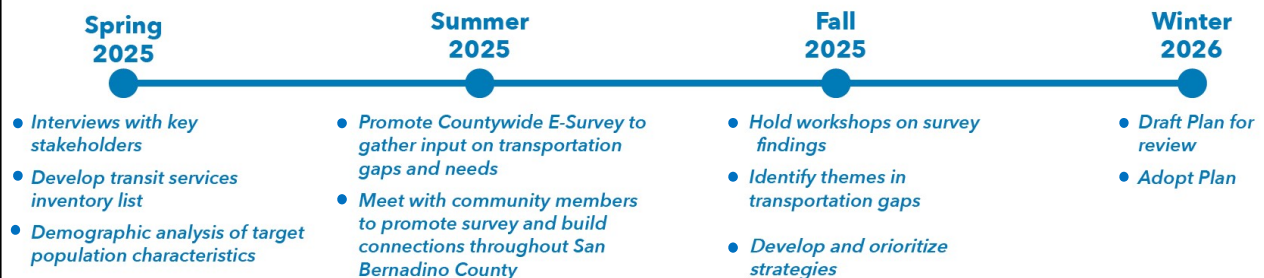 Spring
2025
Summer
2025
Fall
2025
Winter
2026
Interviews with key
stakeholders
Develop transit services
inventory list
Demographic analysis of target
population characteristics
Promote Countywide E-Survey to
gather input on transportation
gaps and needs
Meet with community members
to promote survey and build
connections throughout San
Bernadino County
Hold workshops on survey
findings
Identify themes in
transportation gaps
Develop and orioritize
strategies
Draft Plan for
review
Adopt Plan